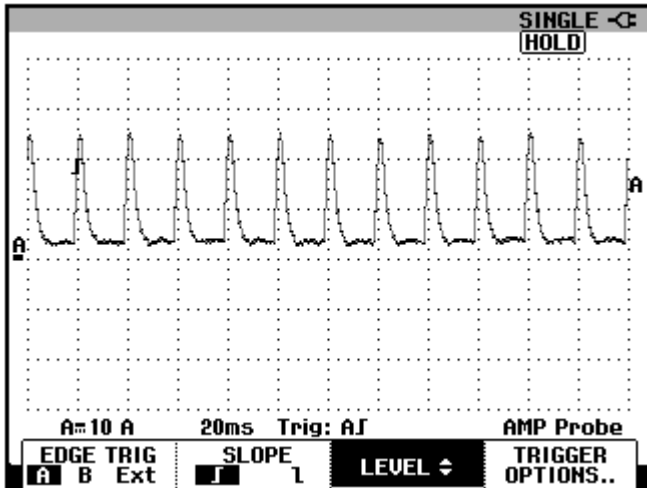 SINGLE
HOLD
A
A
A=10 A 20ms Trig: A AMP Probe
EDGE TRIG SLOPE LEVEL TRIGGER
A B Ext OPTIONS..